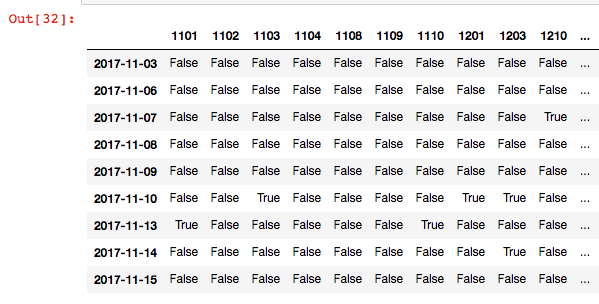 Out[32]:
1101 1102 1103 1104 1108 1109 1110 1201 1203 1210 ...
2017-11-03 False False False False False False False False False False ...
2017-11-06 False False False False False False False False False False ...
2017-11-07 False False False False False False False False False True ...
2017-11-08 False False False False False False False False False False ...
2017-11-09 False False False False False False False False False False ...
2017-11-10 False False True False False False False True True False ...
2017-11-13 True False False False False False True False False False ...
2017-11-14 False False False False False False False False True False ...
2017-11-15 False False False False False False False False False False ...